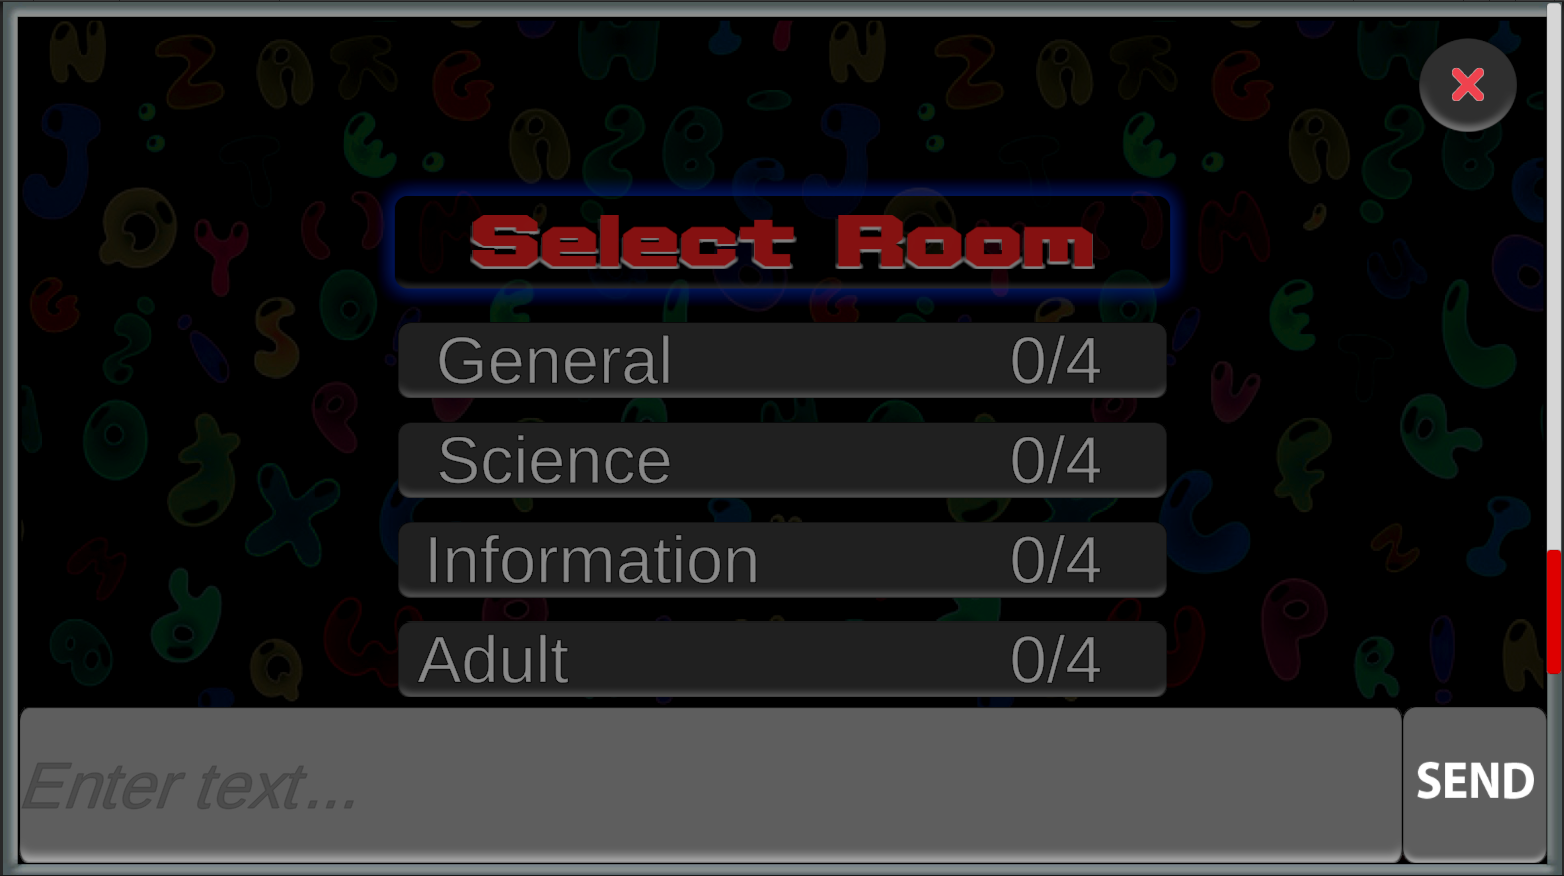 Select Room
General 0/4
Science 0/4
Information 0/4
Adult 0/4
Enter text...
SEND